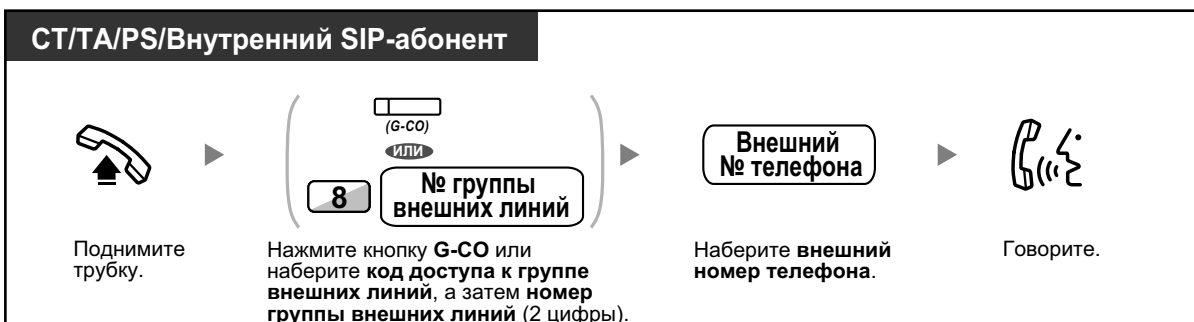 СТ/ТА/PS/Внутренний SIP-абонент
(G-CO)
ИЛИ
8
№ группы
внешних линий
Внешний
№ телефона
Поднимите
трубку.
Нажмите кнопку G-CO или
наберите код доступа к группе
внешних линий, а затем номер
группы внешних линий (2 цифры).
Наберите внешний
номер телефона.
Говорите.